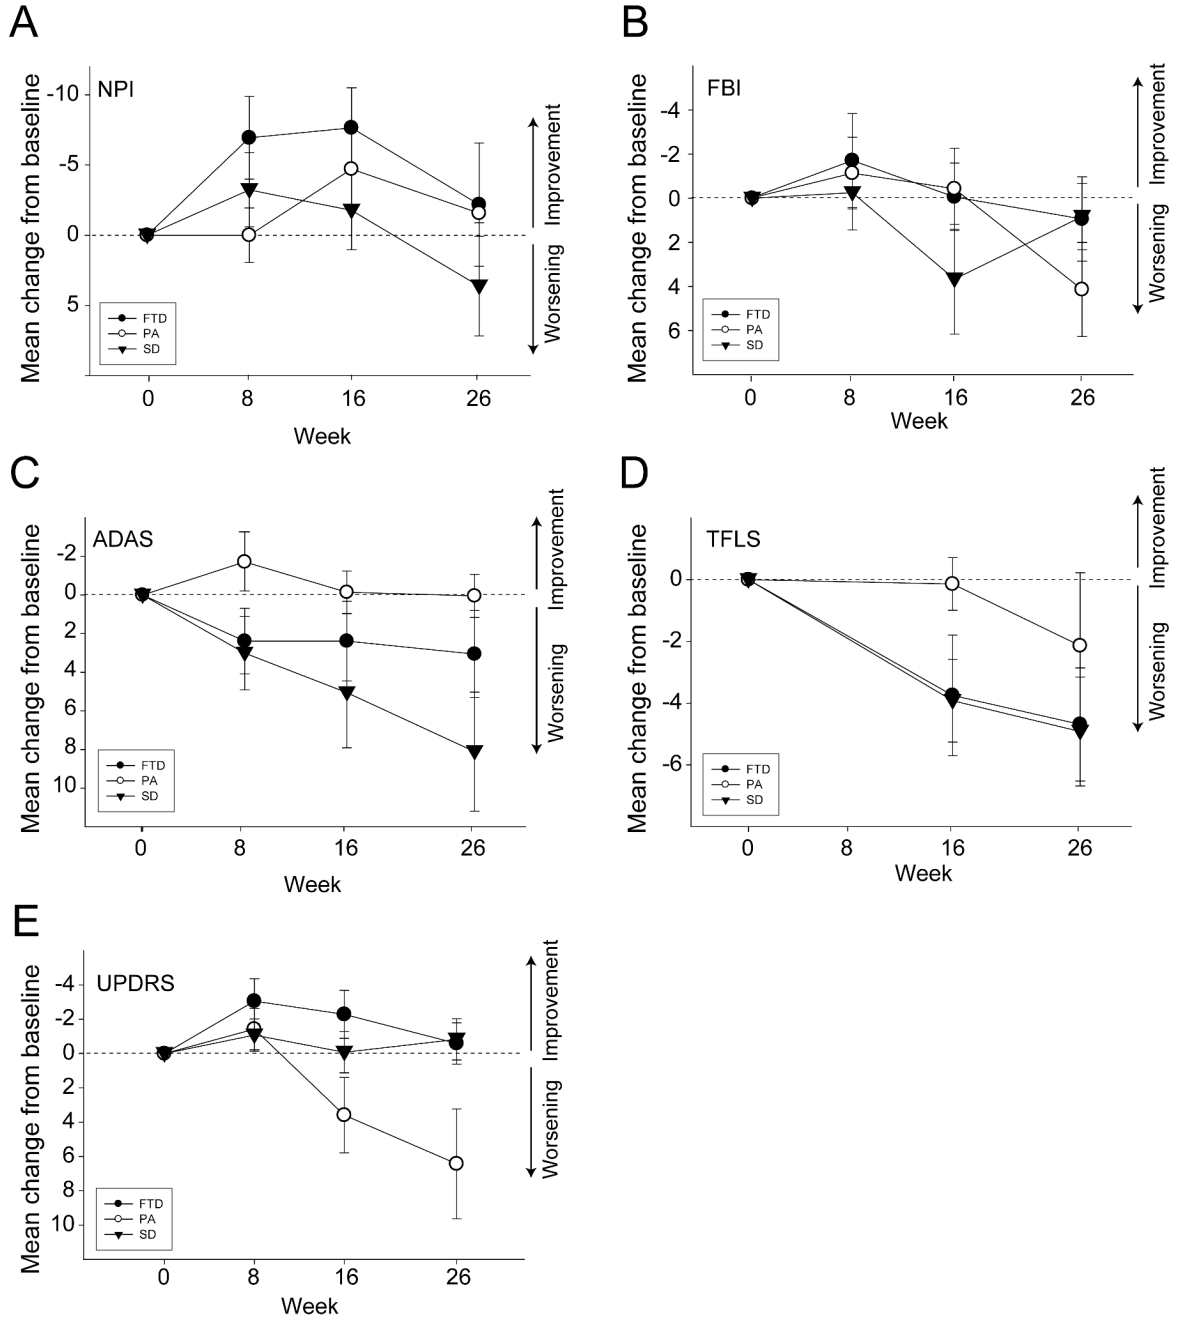 A
NPI
Mean change from baseline
-10
-5
0
5
Improvement
Worsening
FTD
PA
SD
0 8 16 26
Week
B
FBI
Mean change from baseline
-4
-2
0
2
4
6
Improvement
Worsening
FTD
PA
SD
0 8 16 26
Week
C
ADAS
Mean change from baseline
-2
0
2
4
6
8
10
Improvement
Worsening
FTD
PA
SD
0 8 16 26
Week
D
TFLS
Mean change from baseline
0
-2
-4
-6
Improvement
Worsening
FTD
PA
SD
0 8 16 26
Week
E
UPDRS
Mean change from baseline
-4
-2
0
2
4
6
8
10
Improvement
Worsening
FTD
PA
SD
0 8 16 26
Week